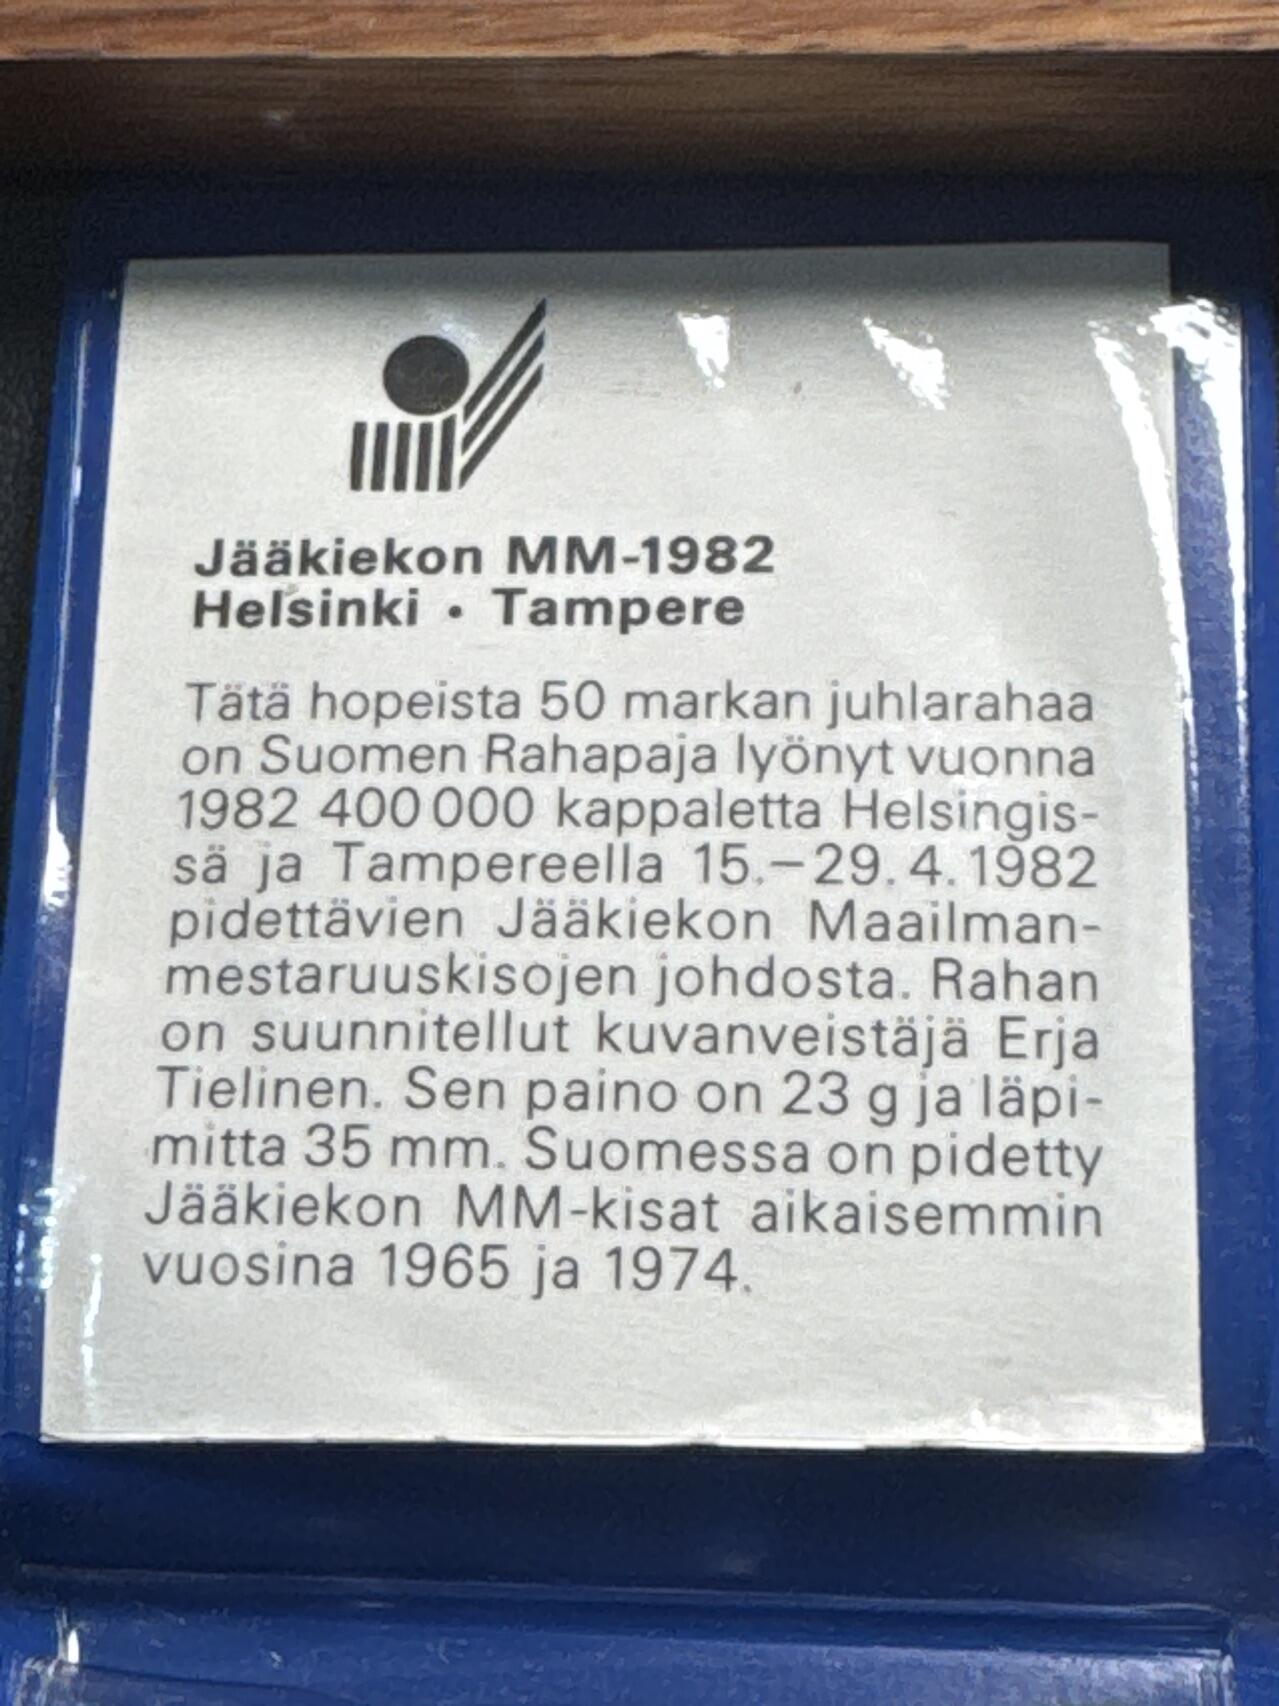 Jääkiekon MM-1982
Helsinki • Tampere
Tätä hopeista 50 markan juhlarahaa
on Suomen Rahapaja lyönyt vuonna
1982 400 000 kappaletta Helsingis-
sä ja Tampereella 15.–29.4.1982
pidettävien Jääkiekon Maailman-
mestaruuskisojen johdosta. Rahan
on suunnitellut kuvanveistäjä Erja
Tielinen. Sen paino on 23 g ja läpi-
mitta 35 mm. Suomessa on pidetty
Jääkiekon MM-kisat aikaisemmin
vuosina 1965 ja 1974.